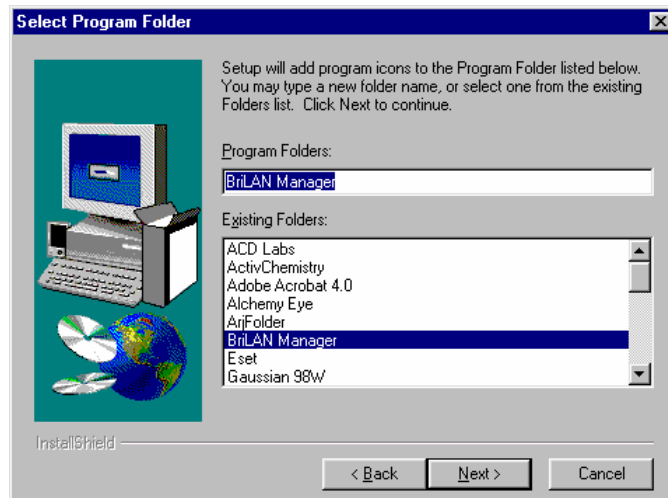 Select Program Folder
Setup will add program icons to the Program Folder listed below.
You may type a new folder name, or select one from the existing
Folders list. Click Next to continue.
Program Folders:
BriLAN Manager
Existing Folders:
ACD Labs
ActivChemistry
Adobe Acrobat 4.0
Alchemy Eye
ArjFolder
BriLAN Manager
Eset
Gaussian 98W
InstallShield
< Back Next > Cancel